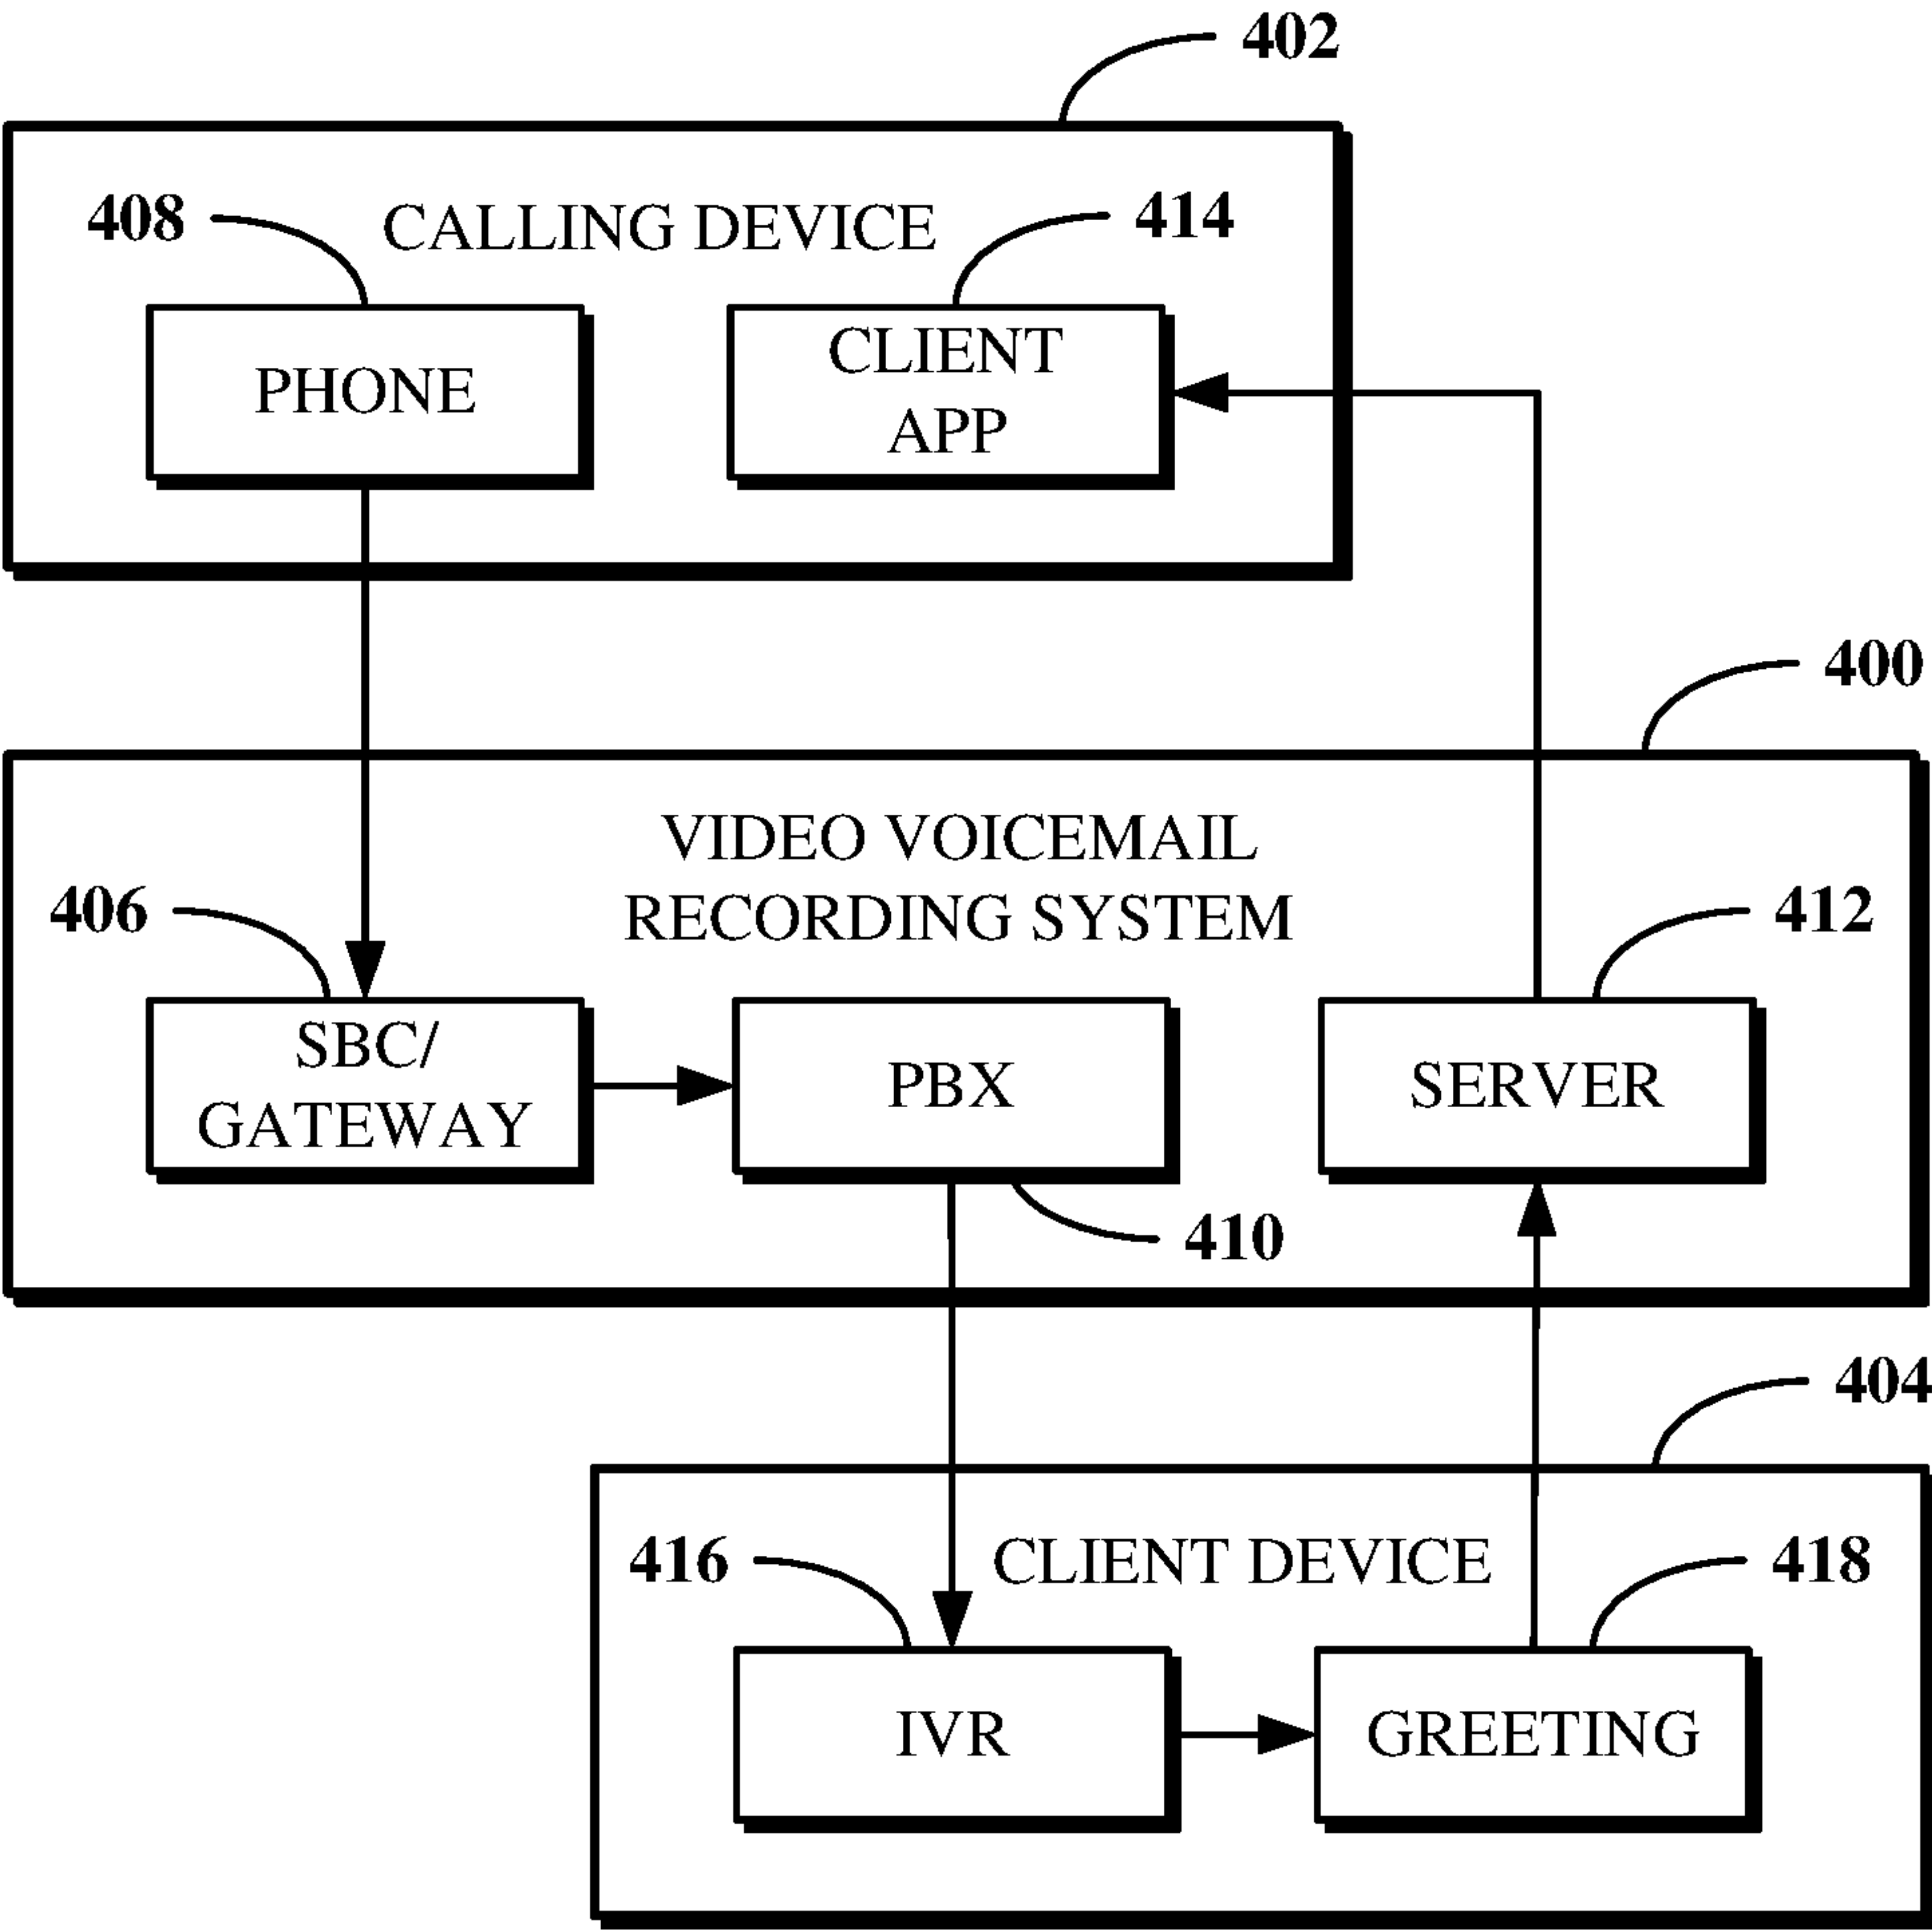 402
408
CALLING DEVICE
414
PHONE
CLIENT
APP
400
VIDEO VOICEMAIL
RECORDING SYSTEM
406
412
SBC/
GATEWAY
PBX
SERVER
410
404
416
CLIENT DEVICE
418
IVR
GREETING